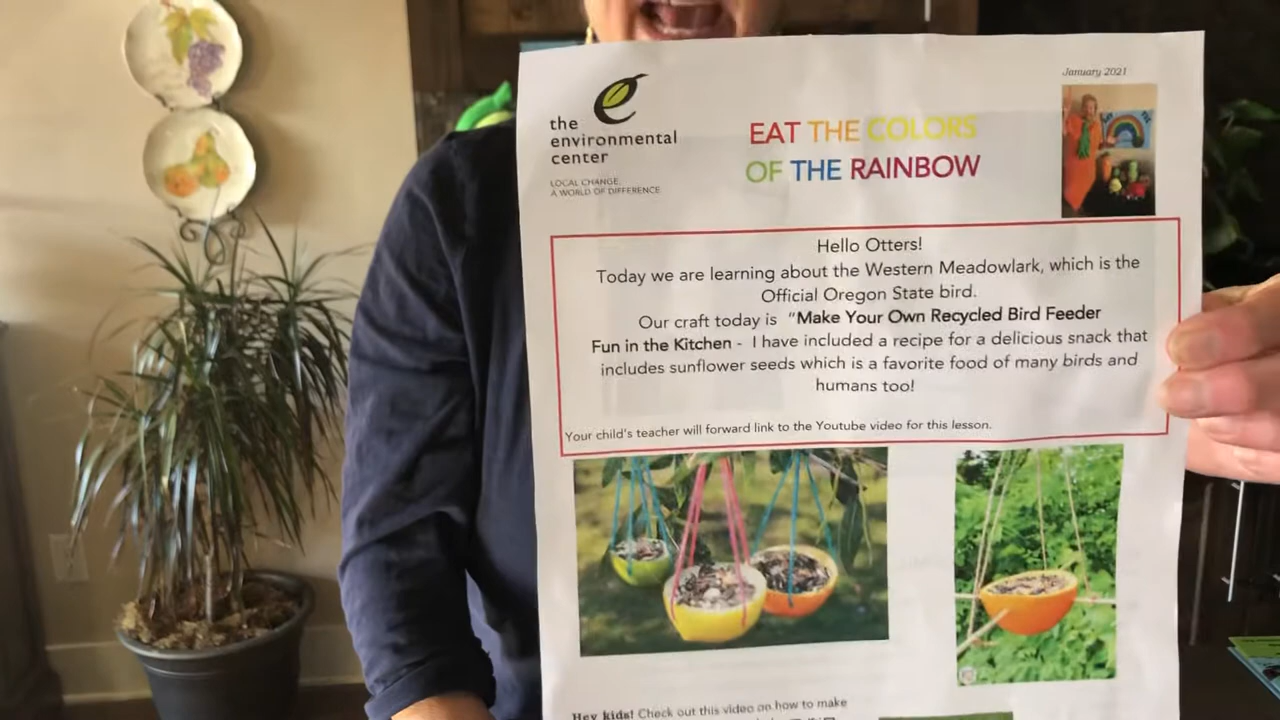 January 2021
the
environmental
center
LOCAL CHANGE.
A WORLD OF DIFFERENCE
EAT THE COLORS
OF THE RAINBOW
Hello Otters!
Today we are learning about the Western Meadowlark, which is the
Official Oregon State bird.
Our craft today is "Make Your Own Recycled Bird Feeder
Fun in the Kitchen - I have included a recipe for a delicious snack that
includes sunflower seeds which is a favorite food of many birds and
humans too!
Your child's teacher will forward link to the Youtube video for this lesson.
Hey kids! Check out this video on how to make